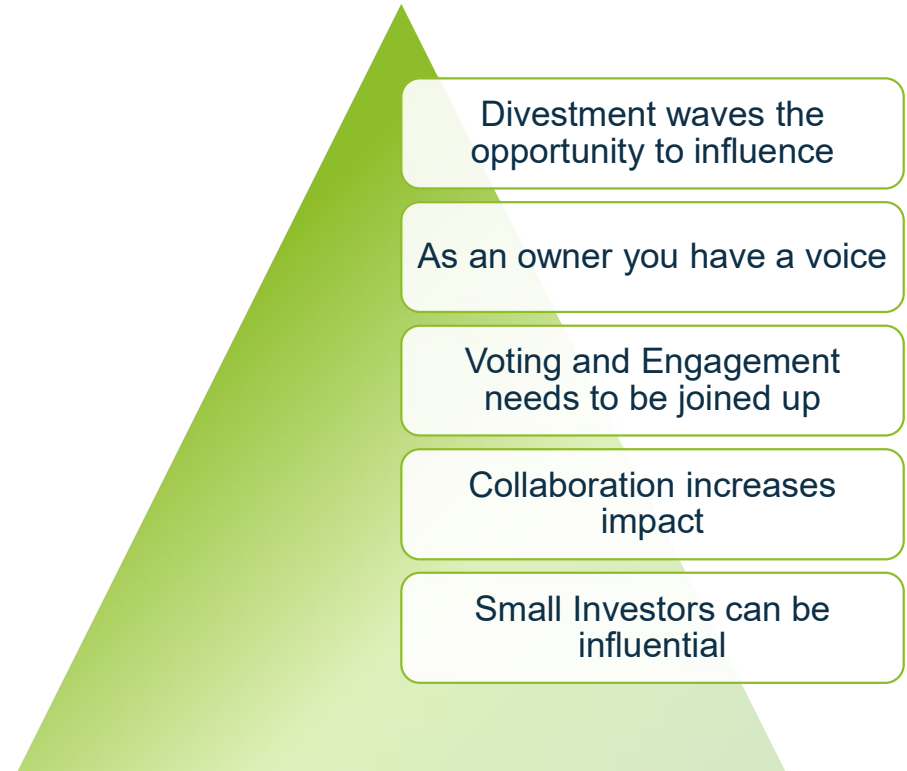 Divestment waves the
opportunity to influence
As an owner you have a voice
Voting and Engagement
needs to be joined up
Collaboration increases
impact
Small Investors can be
influential